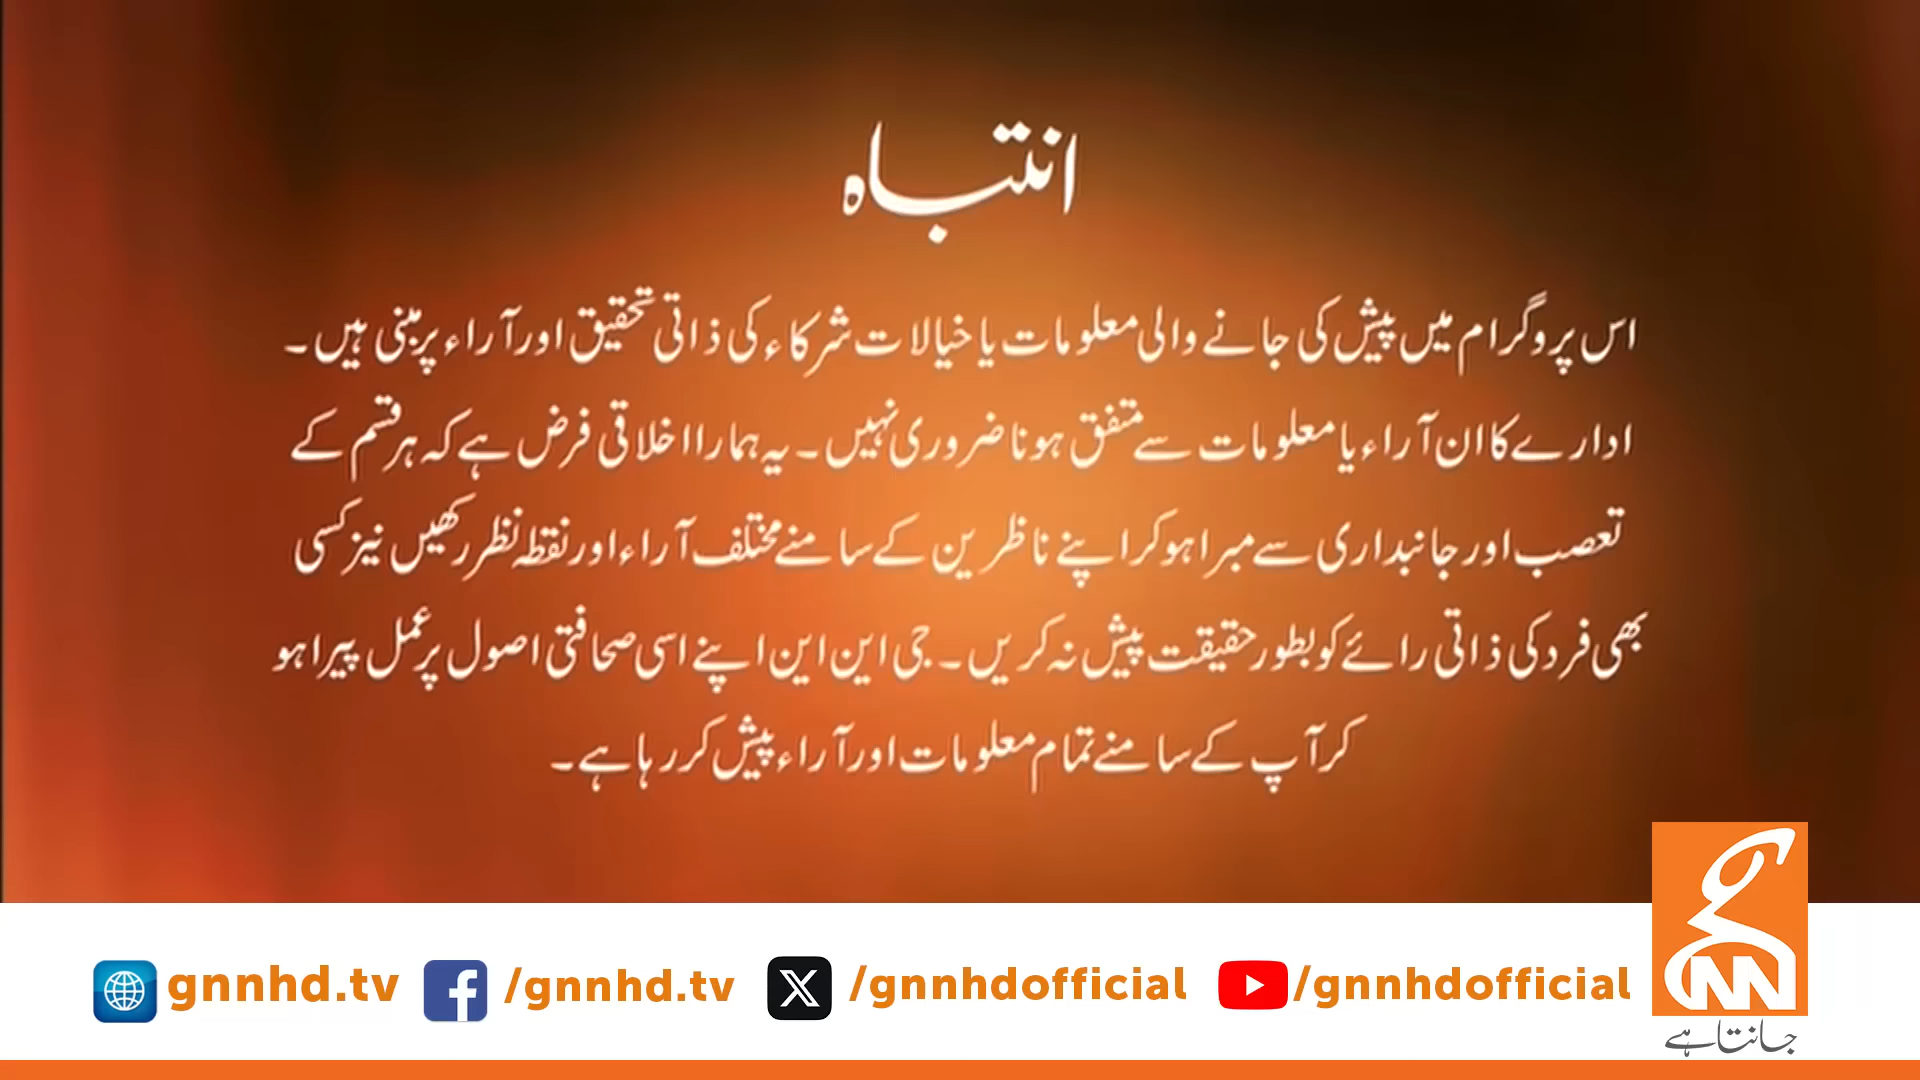 انتباہ
اس پروگرام میں پیش کی جانے والی معلومات یا خیالات شرکاء کی ذاتی تحقیق اور آراء پر مبنی ہیں۔
ادارے کا ان آراء یا معلومات سے متفق ہونا ضروری نہیں۔ یہ ہمارا اخلاقی فرض ہے کہ ہر قسم کے
تعصب اور جانبداری سے مبرا ہو کر اپنے ناظرین کے سامنے مختلف آراء اور نقطہ نظر رکھیں نیز کسی
بھی فرد کی ذاتی رائے کو بطور حقیقت پیش نہ کریں۔ جی این این اپنے اسی صحافتی اصول پر عمل پیرا ہو
کر آپ کے سامنے تمام معلومات اور آراء پیش کر رہا ہے۔
gnnhd.tv /gnnhd.tv /gnnhdofficial /gnnhdofficial
GNN
جانتا ہے